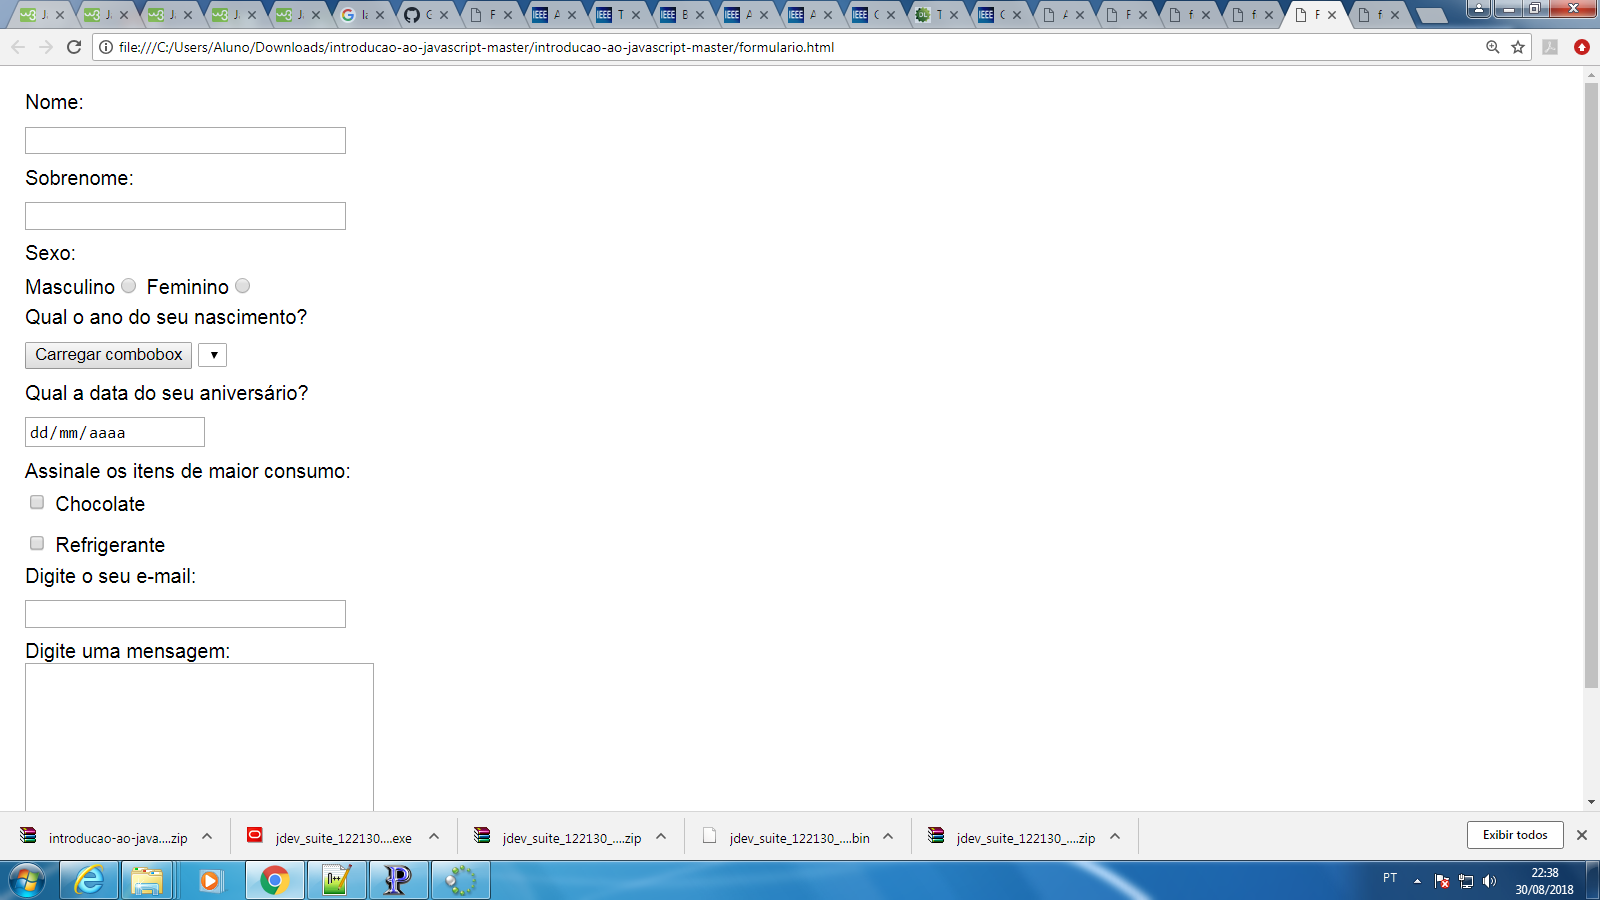 file:///C:/Users/Aluno/Downloads/introducao-ao-javascript-master/introducao-ao-javascript-master/formulario.html
Nome:
Sobrenome:
Sexo:
Masculino Feminino
Qual o ano do seu nascimento?
Carregar combobox
Qual a data do seu aniversário?
dd/mm/aaaa
Assinale os itens de maior consumo:
Chocolate
Refrigerante
Digite o seu e-mail:
Digite uma mensagem:
introducao-ao-java....zip jdev_suite_122130....exe jdev_suite_122130_....zip jdev_suite_122130_....bin jdev_suite_122130_....zip Exibir todos
PT 22:38
30/08/2018